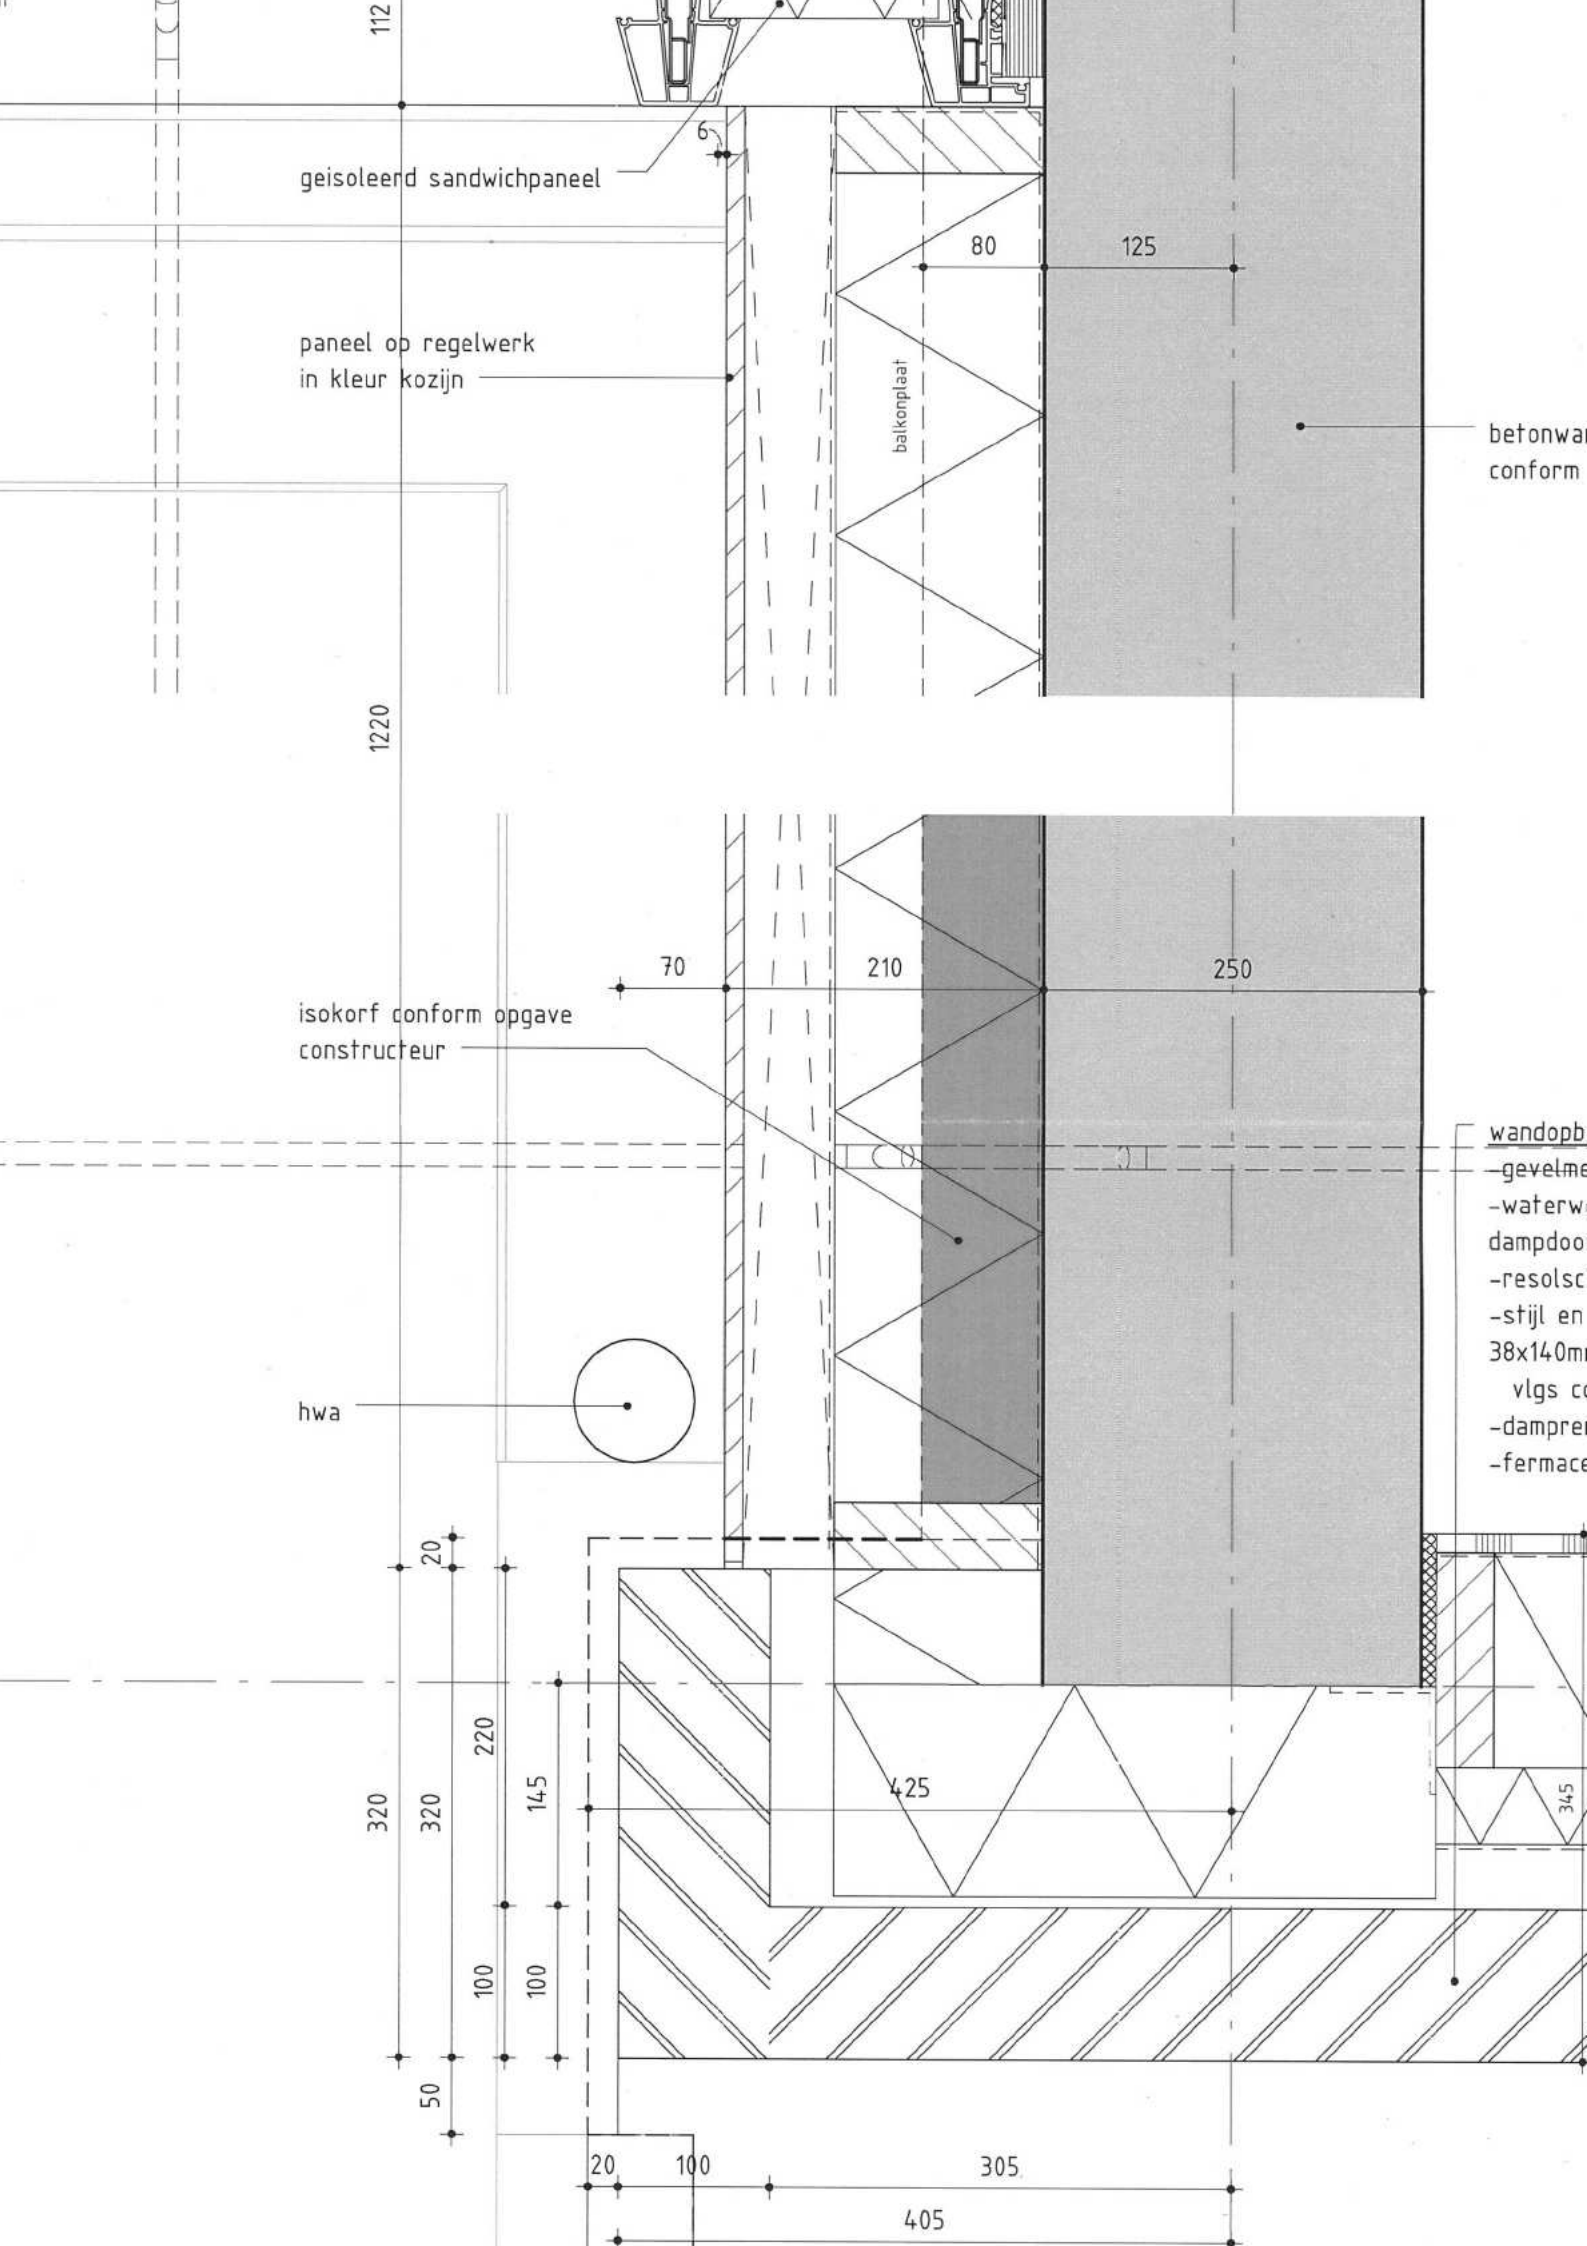 112
6
geisoleerd sandwichpaneel
80
125
paneel op regelwerk
in kleur kozijn
balkonplaat
betonwa
conform
1220
70
210
250
isokorf conform opgave
constructeur
wandopb
-gevelme
-waterw
dampdoo
-resolsc
-stijl en
38x140m
vlgs co
-dampre
-fermace
hwa
20
220
145
320
320
425
345
100
100
50
20
100
305
405